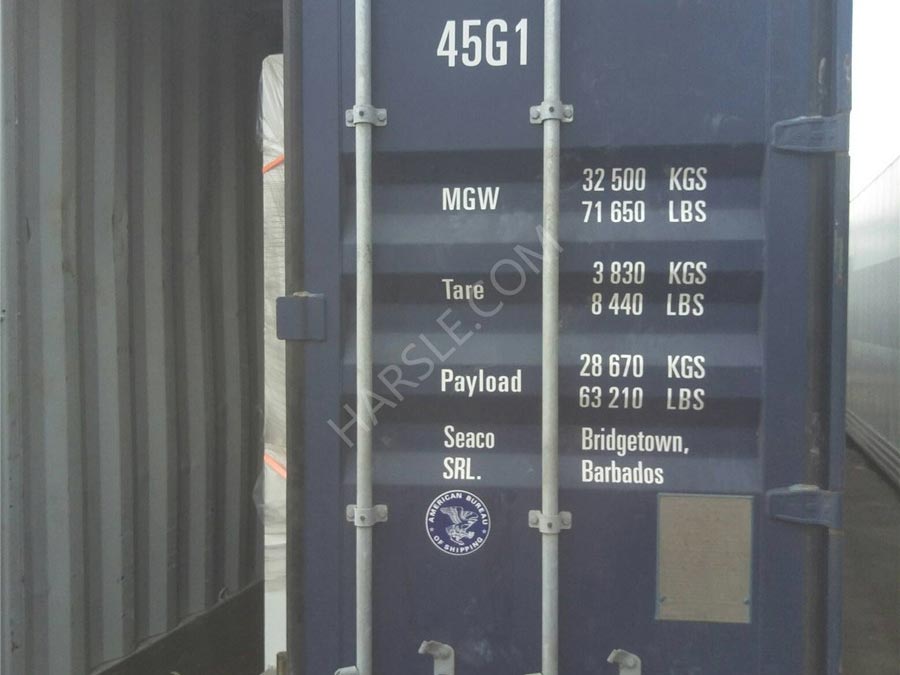 45G1
MGW 32 500 KGS
71 650 LBS
Tare 3 830 KGS
8 440 LBS
Payload 28 670 KGS
63 210 LBS
Seaco Bridgetown,
SRL. Barbados
AMERICAN BUREAU
OF SHIPPING
HARSLE.COM